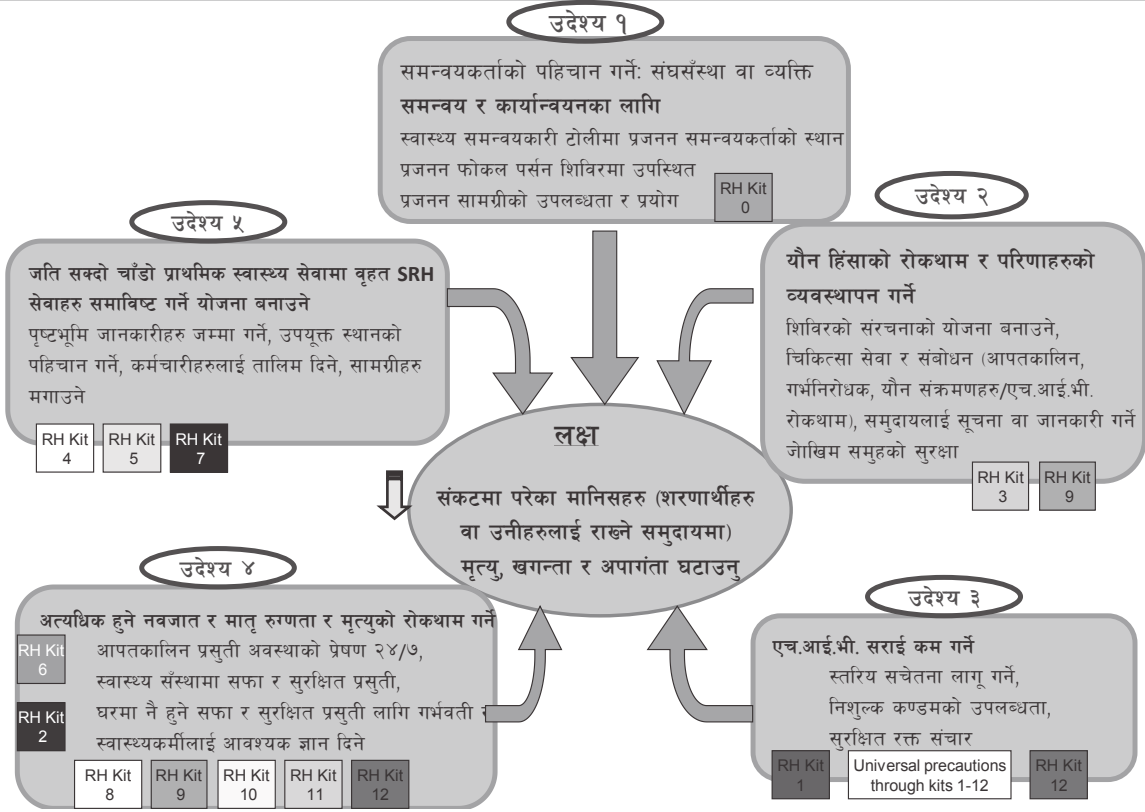 उदेश्य १
समन्वयकर्ताको पहिचान गर्ने: संघसँस्था वा व्यक्ति
समन्वय र कार्यान्वयनका लागि
स्वास्थ्य समन्वयकारी टोलीमा प्रजनन समन्वयकर्ताको स्थान
प्रजनन फोकल पर्सन शिविरमा उपस्थित
प्रजनन सामग्रीको उपलब्धता र प्रयोग
RH Kit
0
उदेश्य २
यौन हिंसाको रोकथाम र परिणाहरुको
व्यवस्थापन गर्ने
शिविरको संरचनाको योजना बनाउने,
चिकित्सा सेवा र संबोधन (आपतकालिन,
गर्भनिरोधक, यौन संक्रमणहरु/एच.आई.भी.
रोकथाम), समुदायलाई सूचना वा जानकारी गर्ने
जोखिम समुहको सुरक्षा
RH Kit
3
RH Kit
9
उदेश्य ३
एच.आई.भी. सराई कम गर्ने
स्तरिय सचेतना लागू गर्ने,
निशुल्क कण्डमको उपलब्धता,
सुरक्षित रक्त संचार
RH Kit
1
Universal precautions
through kits 1-12
RH Kit
12
उदेश्य ४
अत्यधिक हुने नवजात र मातृ रुग्णता र मृत्युको रोकथाम गर्ने
आपतकालिन प्रसुती अवस्थाको प्रेषण २४/७,
स्वास्थ्य सँस्थामा सफा र सुरक्षित प्रसुती,
घरमा नै हुने सफा र सुरक्षित प्रसुती लागि गर्भवती र
स्वास्थ्यकर्मीलाई आवश्यक ज्ञान दिने
RH Kit
6
RH Kit
2
RH Kit
8
RH Kit
9
RH Kit
10
RH Kit
11
RH Kit
12
उदेश्य ५
जति सक्दो चाँडो प्राथमिक स्वास्थ्य सेवामा वृहत SRH
सेवाहरु समाविष्ट गर्ने योजना बनाउने
पृष्टभूमि जानकारीहरु जम्मा गर्ने, उपयूक्त स्थानको
पहिचान गर्ने, कर्मचारीहरुलाई तालिम दिने, सामग्रीहरु
मगाउने
RH Kit
4
RH Kit
5
RH Kit
7
लक्ष
संकटमा परेका मानिसहरु (शरणार्थीहरु
वा उनीहरुलाई राख्ने समुदायमा)
मृत्यु, खगन्ता र अपागंता घटाउनु